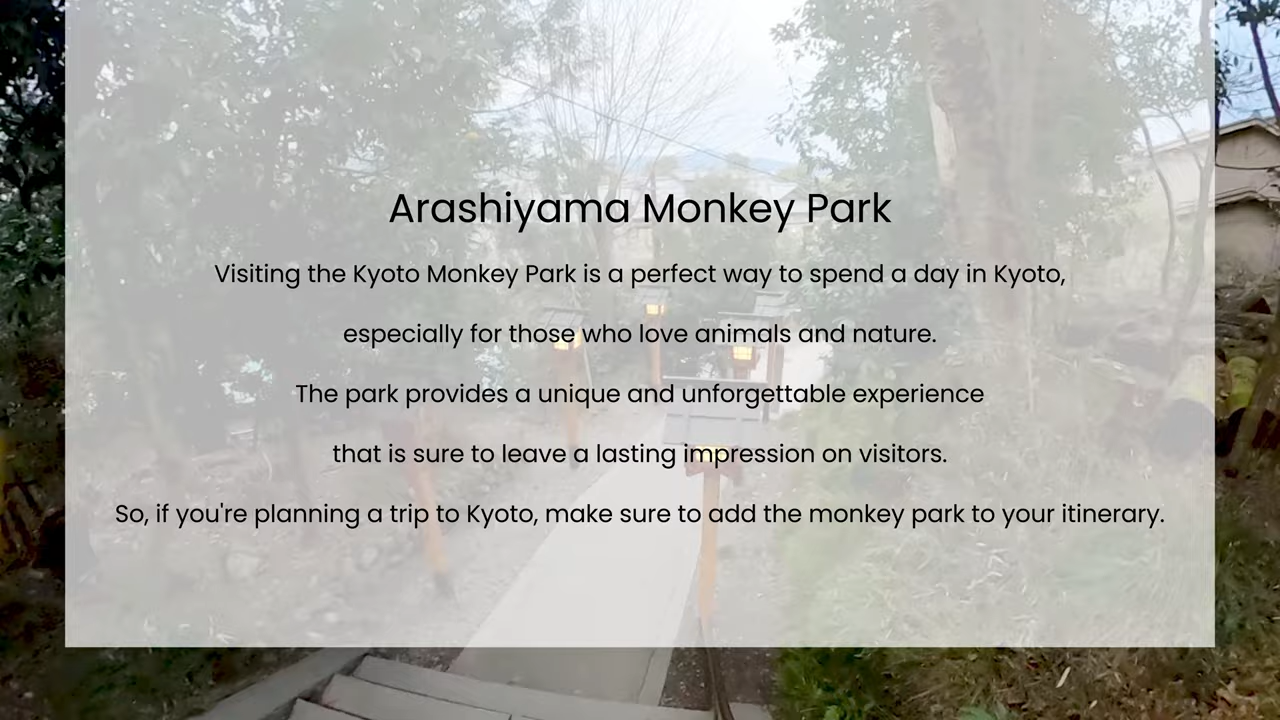 Arashiyama Monkey Park
Visiting the Kyoto Monkey Park is a perfect way to spend a day in Kyoto,
especially for those who love animals and nature.
The park provides a unique and unforgettable experience
that is sure to leave a lasting impression on visitors.
So, if you're planning a trip to Kyoto, make sure to add the monkey park to your itinerary.